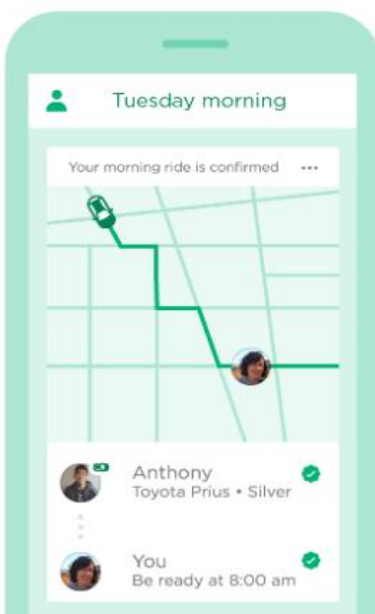 Tuesday morning
Your morning ride is confirmed
Anthony
Toyota Prius • Silver
You
Be ready at 8:00 am